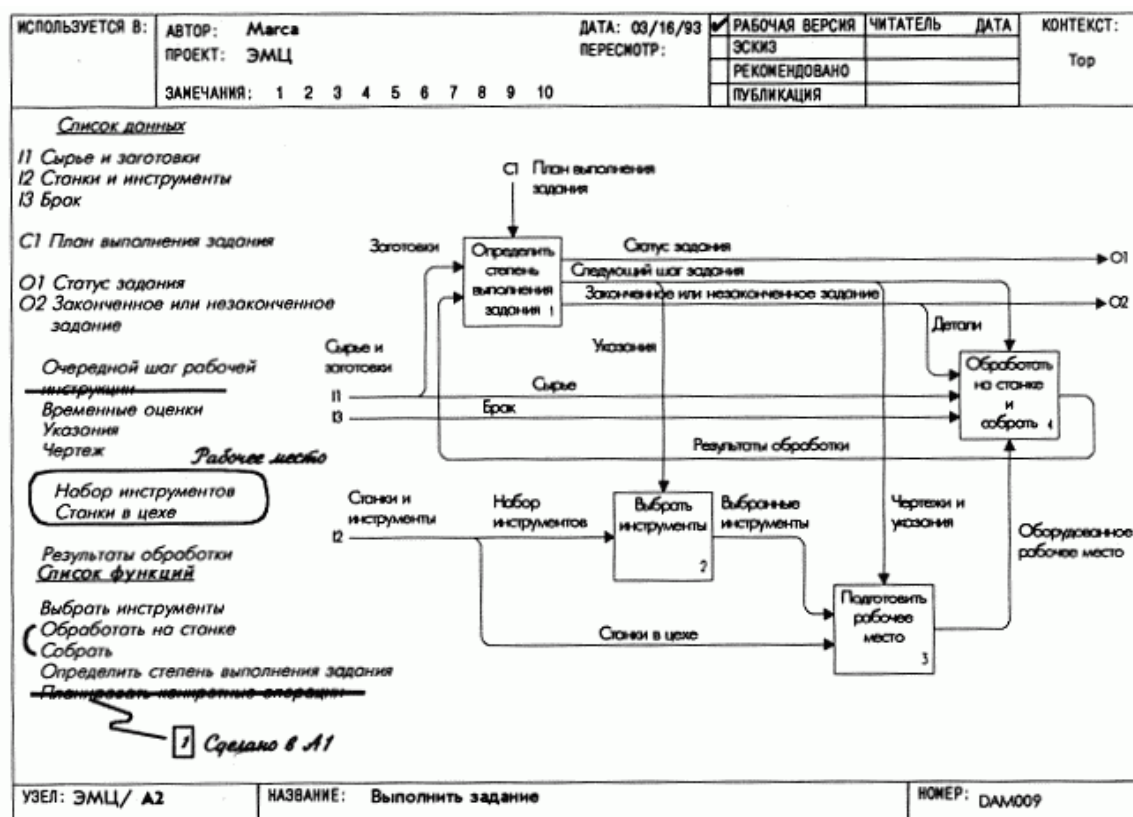 ИСПОЛЬЗУЕТСЯ В:
АВТОР: Marca
ПРОЕКТ: ЭМЦ
ДАТА: 03/16/93
ПЕРЕСМОТР:
ЗАМЕЧАНИЯ: 1 2 3 4 5 6 7 8 9 10
РАБОЧАЯ ВЕРСИЯ
ЭСКИЗ
РЕКОМЕНДОВАНО
ПУБЛИКАЦИЯ
ЧИТАТЕЛЬ ДАТА
КОНТЕКСТ:
Top
Список данных
I1 Сырье и заготовки
I2 Станки и инструменты
I3 Брак
C1 План выполнения задания
O1 Статус задания
O2 Законченное или незаконченное
задание
Очередной шаг рабочей
инструкции
Временные оценки
Указания
Чертеж
Рабочее место
Набор инструментов
Станки в цехе
Результаты обработки
Список функций
Выбрать инструменты
Обработать на станке
Собрать
Определить степень выполнения задания
Планировать конкретные операции
1 Сделано в А1
C1 План выполнения
задания
Заготовки
Определить
степень
выполнения
задания 1
Статус задания
O1
Следующий шаг задания
Законченное или незаконченное задание
O2
Детали
Указания
Сырье и
заготовки
I1
Сырье
I3
Брак
Обработать
на станке
и
собрать 4
Результаты обработки
Станки и
инструменты
I2
Набор
инструментов
Выбрать
инструменты
2
Выбранные
инструменты
Чертежи и
указания
Оборудованное
рабочее место
Станки в цехе
Подготовить
рабочее
место
3
УЗЕЛ: ЭМЦ/ А2
НАЗВАНИЕ: Выполнить задание
НОМЕР: DAM009